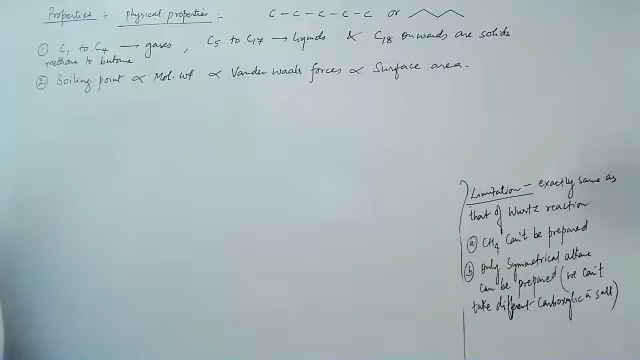 Properties :- physical properties :- C-C-C-C-C or
① C₁ to C₄ → gases, C₅ to C₁₇ → liquids & C₁₈ onwards are solids
methane to butane
② Boiling point ∝ Mol. wt. ∝ Vander waals forces ∝ Surface area.
Limitation - exactly same as
that of Wurtz reaction
ⓐ CH₄ can't be prepared
ⓑ Only symmetrical alkane
can be prepared (we can't
take different Carboxylic salt)